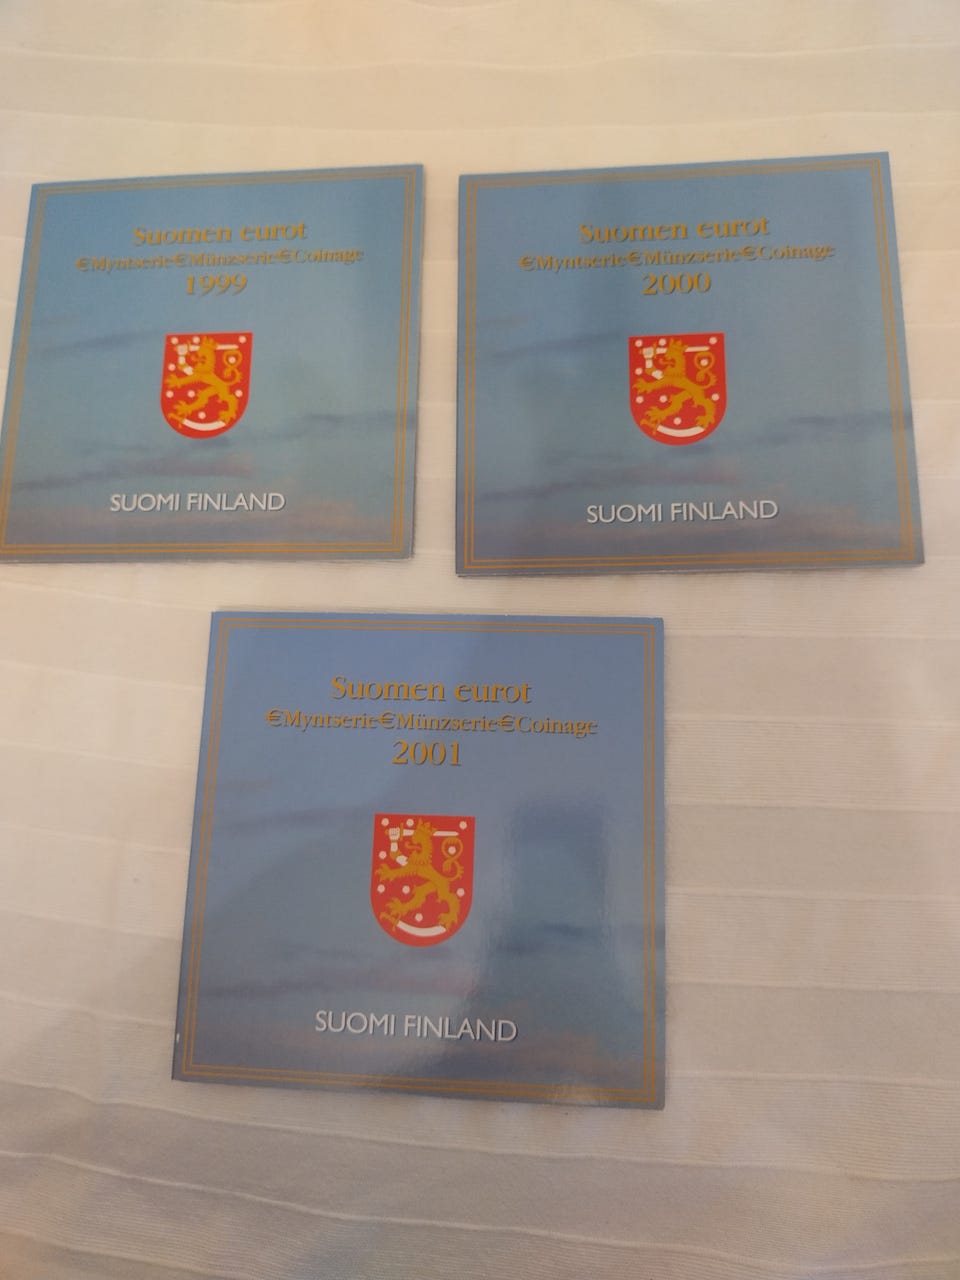 Suomen eurot
€Myntserie€Münzserie€Coinage
1999
SUOMI FINLAND
Suomen eurot
€Myntserie€Münzserie€Coinage
2000
SUOMI FINLAND
Suomen eurot
€Myntserie€Münzserie€Coinage
2001
SUOMI FINLAND